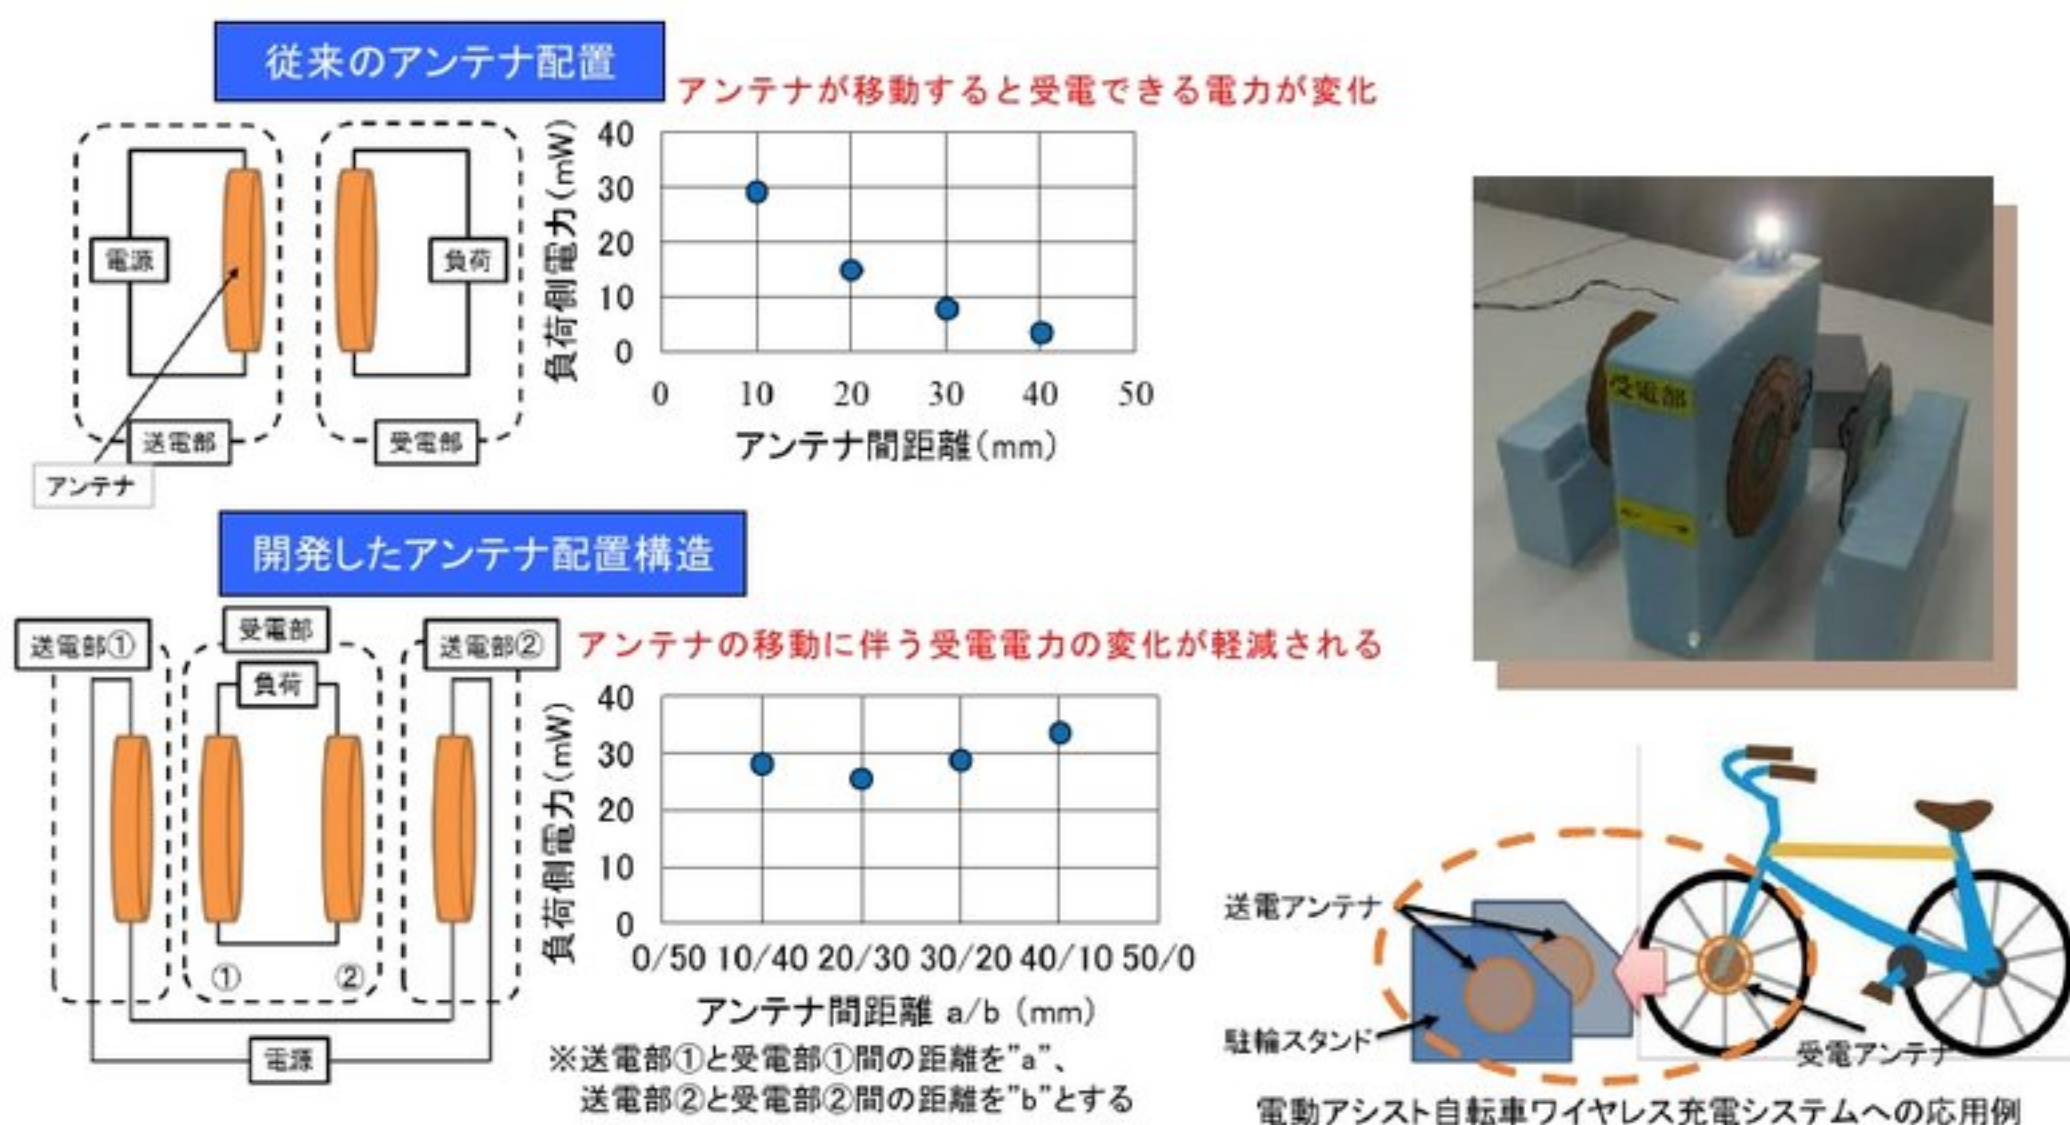 従来のアンテナ配置
アンテナが移動すると受電できる電力が変化
電源
負荷
送電部
受電部
アンテナ
負荷側電力(mW)
40
30
20
10
0
0 10 20 30 40 50
アンテナ間距離(mm)
受電部
開発したアンテナ配置構造
アンテナの移動に伴う受電電力の変化が軽減される
送電部①
受電部
送電部②
負荷
① ②
電源
負荷側電力(mW)
40
30
20
10
0
0/50 10/40 20/30 30/20 40/10 50/0
アンテナ間距離 a/b (mm)
※送電部①と受電部①間の距離を"a"、
送電部②と受電部②間の距離を"b"とする
送電アンテナ
駐輪スタンド
受電アンテナ
電動アシスト自転車ワイヤレス充電システムへの応用例